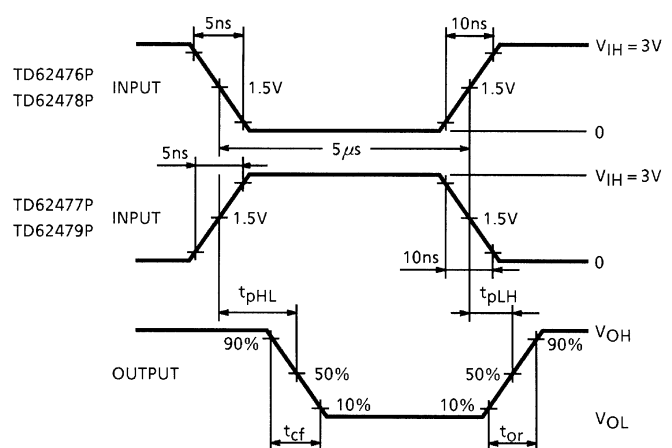 5ns
10ns
V_IH = 3V
TD62476P
TD62478P
INPUT
1.5V
1.5V
0
5µs
5ns
V_IH = 3V
TD62477P
TD62479P
INPUT
1.5V
1.5V
10ns
0
t_pHL
t_pLH
V_OH
90%
90%
OUTPUT
50%
50%
10%
10%
V_OL
t_cf
t_or